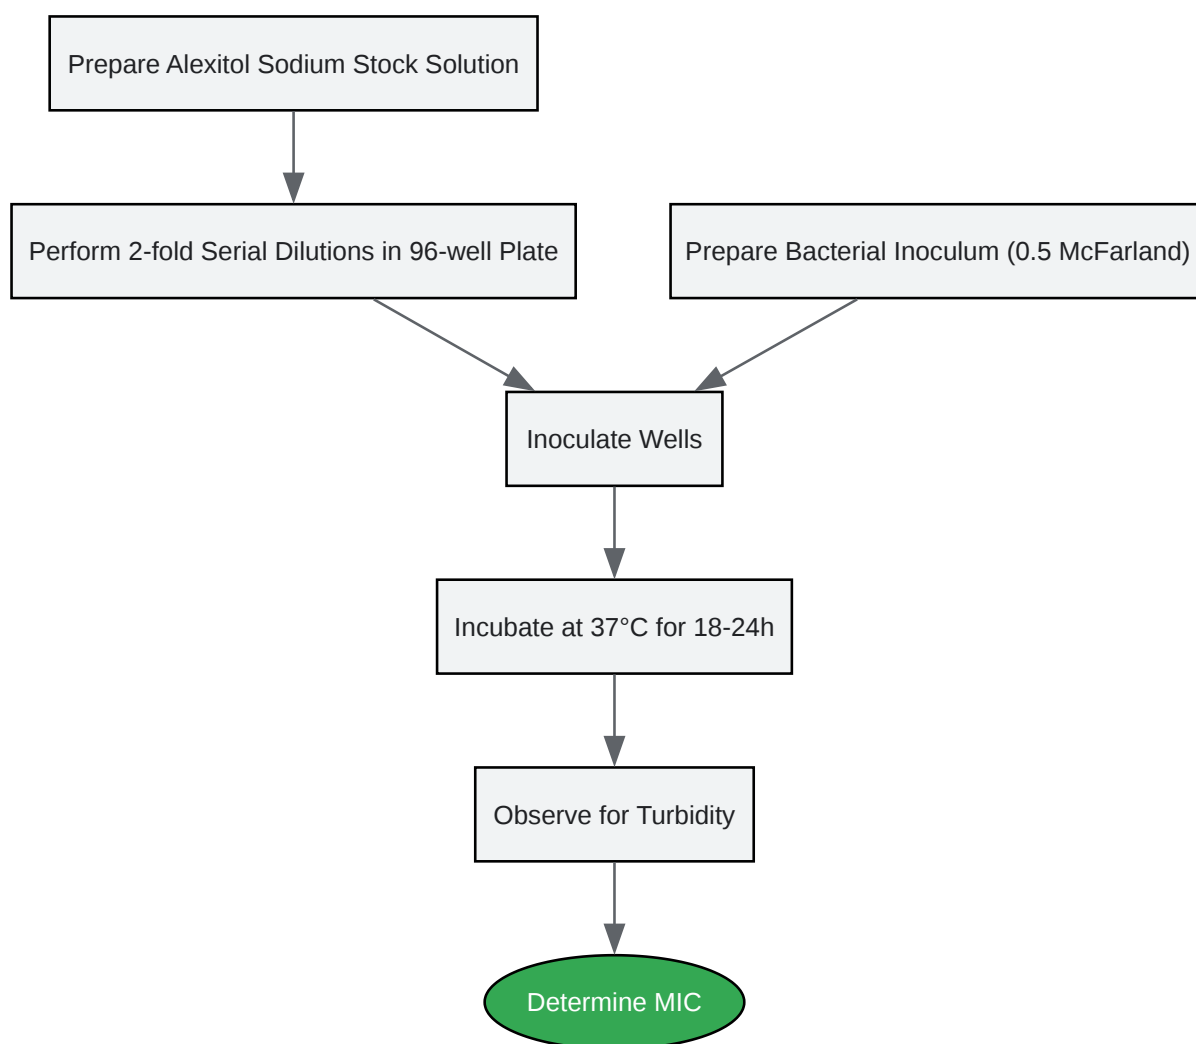 Prepare Alexitol Sodium Stock Solution
Perform 2-fold Serial Dilutions in 96-well Plate
Prepare Bacterial Inoculum (0.5 McFarland)
Inoculate Wells
Incubate at 37°C for 18-24h
Observe for Turbidity
Determine MIC